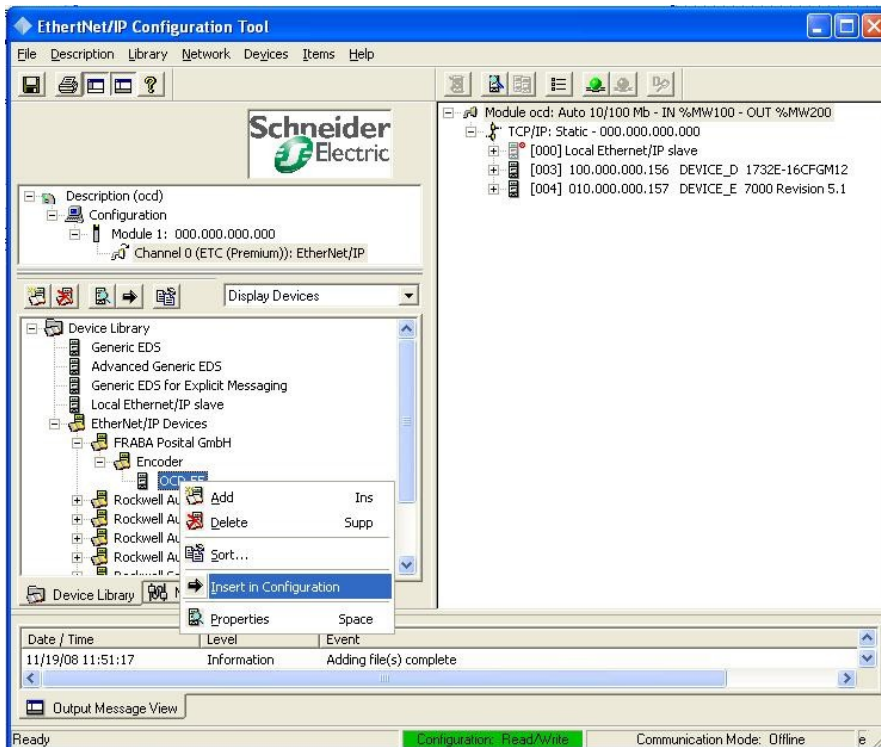 EthertNet/IP Configuration Tool
File Description Library Network Devices Items Help
Schneider
Electric
Description (ocd)
Configuration
Module 1: 000.000.000.000
Channel 0 (ETC (Premium)): EtherNet/IP
Display Devices
Device Library
Generic EDS
Advanced Generic EDS
Generic EDS for Explicit Messaging
Local Ethernet/IP slave
EtherNet/IP Devices
FRABA Posital GmbH
Encoder
Rockwell Au
Rockwell Au
Rockwell Au
Rockwell Au
Device Library
Add Ins
Delete Supp
Sort...
Insert in Configuration
Properties Space
Module ocd: Auto 10/100 Mb - IN %MW100 - OUT %MW200
TCP/IP: Static - 000.000.000.000
[000] Local Ethernet/IP slave
[003] 100.000.000.156 DEVICE_D 1732E-16CFGM12
[004] 010.000.000.157 DEVICE_E 7000 Revision 5.1
Date / Time Level Event
11/19/08 11:51:17 Information Adding file(s) complete
Output Message View
Ready Configuration: Read/Write Communication Mode: Offline e